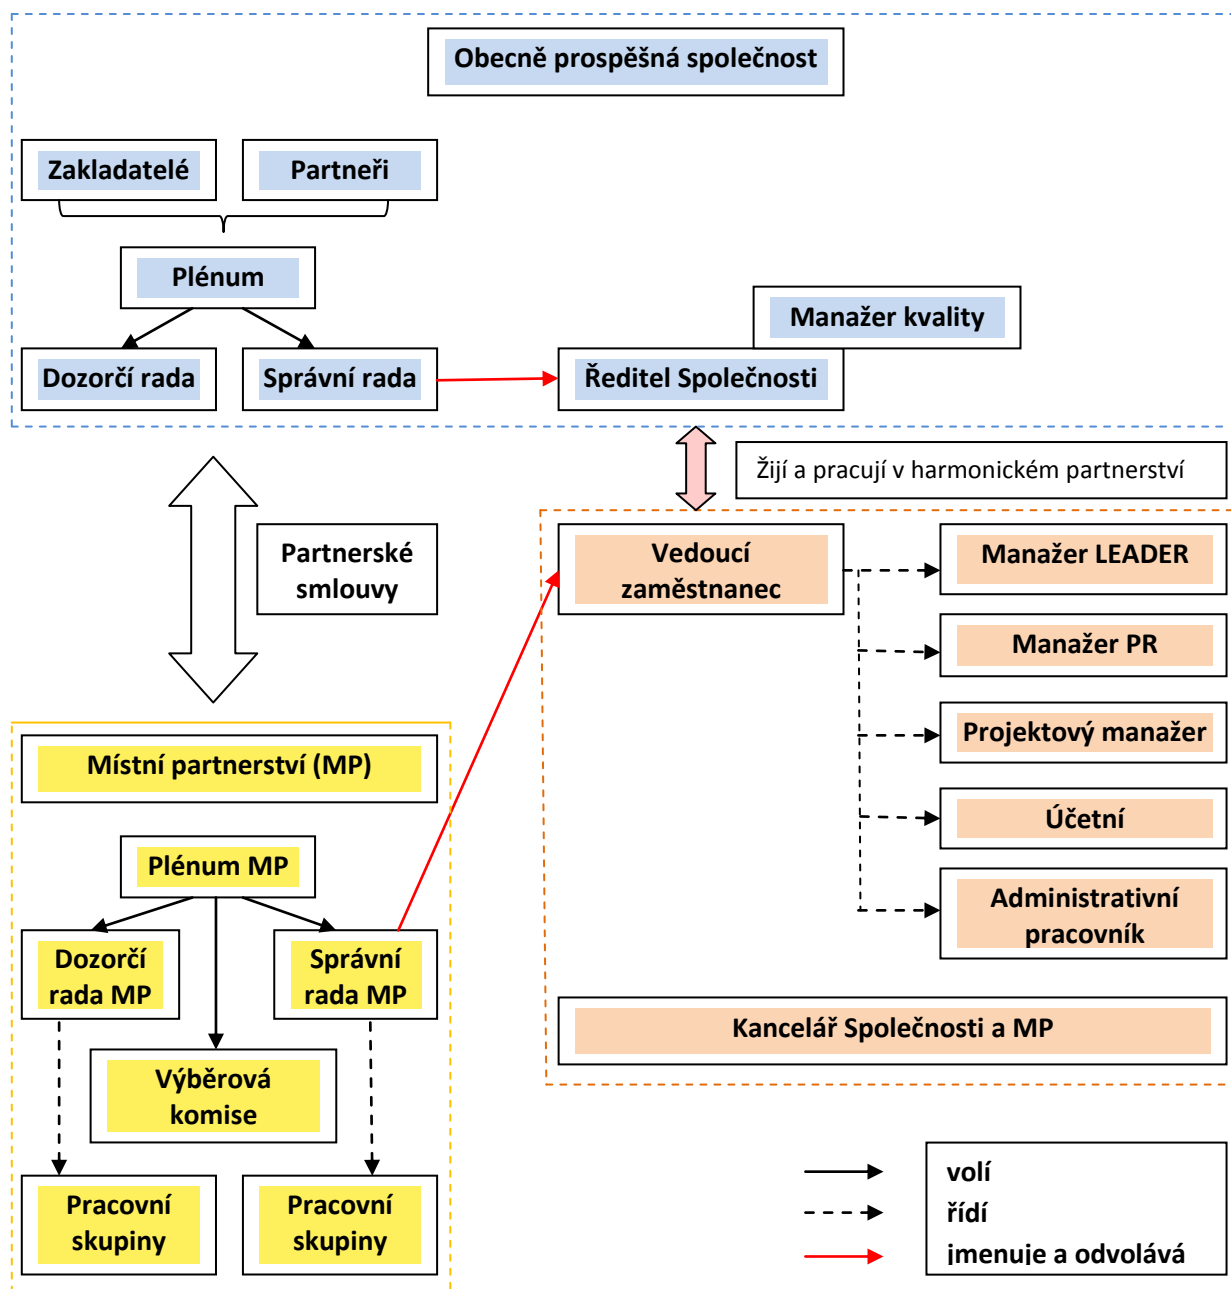 Obecně prospěšná společnost
Zakladatelé
Partneři
Plénum
Manažer kvality
Dozorčí rada
Správní rada
Ředitel Společnosti
Žijí a pracují v harmonickém partnerství
Partnerské
smlouvy
Vedoucí
zaměstnanec
Manažer LEADER
Manažer PR
Projektový manažer
Účetní
Administrativní
pracovník
Kancelář Společnosti a MP
Místní partnerství (MP)
Plénum MP
Dozorčí
rada MP
Správní
rada MP
Výběrová
komise
Pracovní
skupiny
Pracovní
skupiny
volí
řídí
jmenuje a odvolává